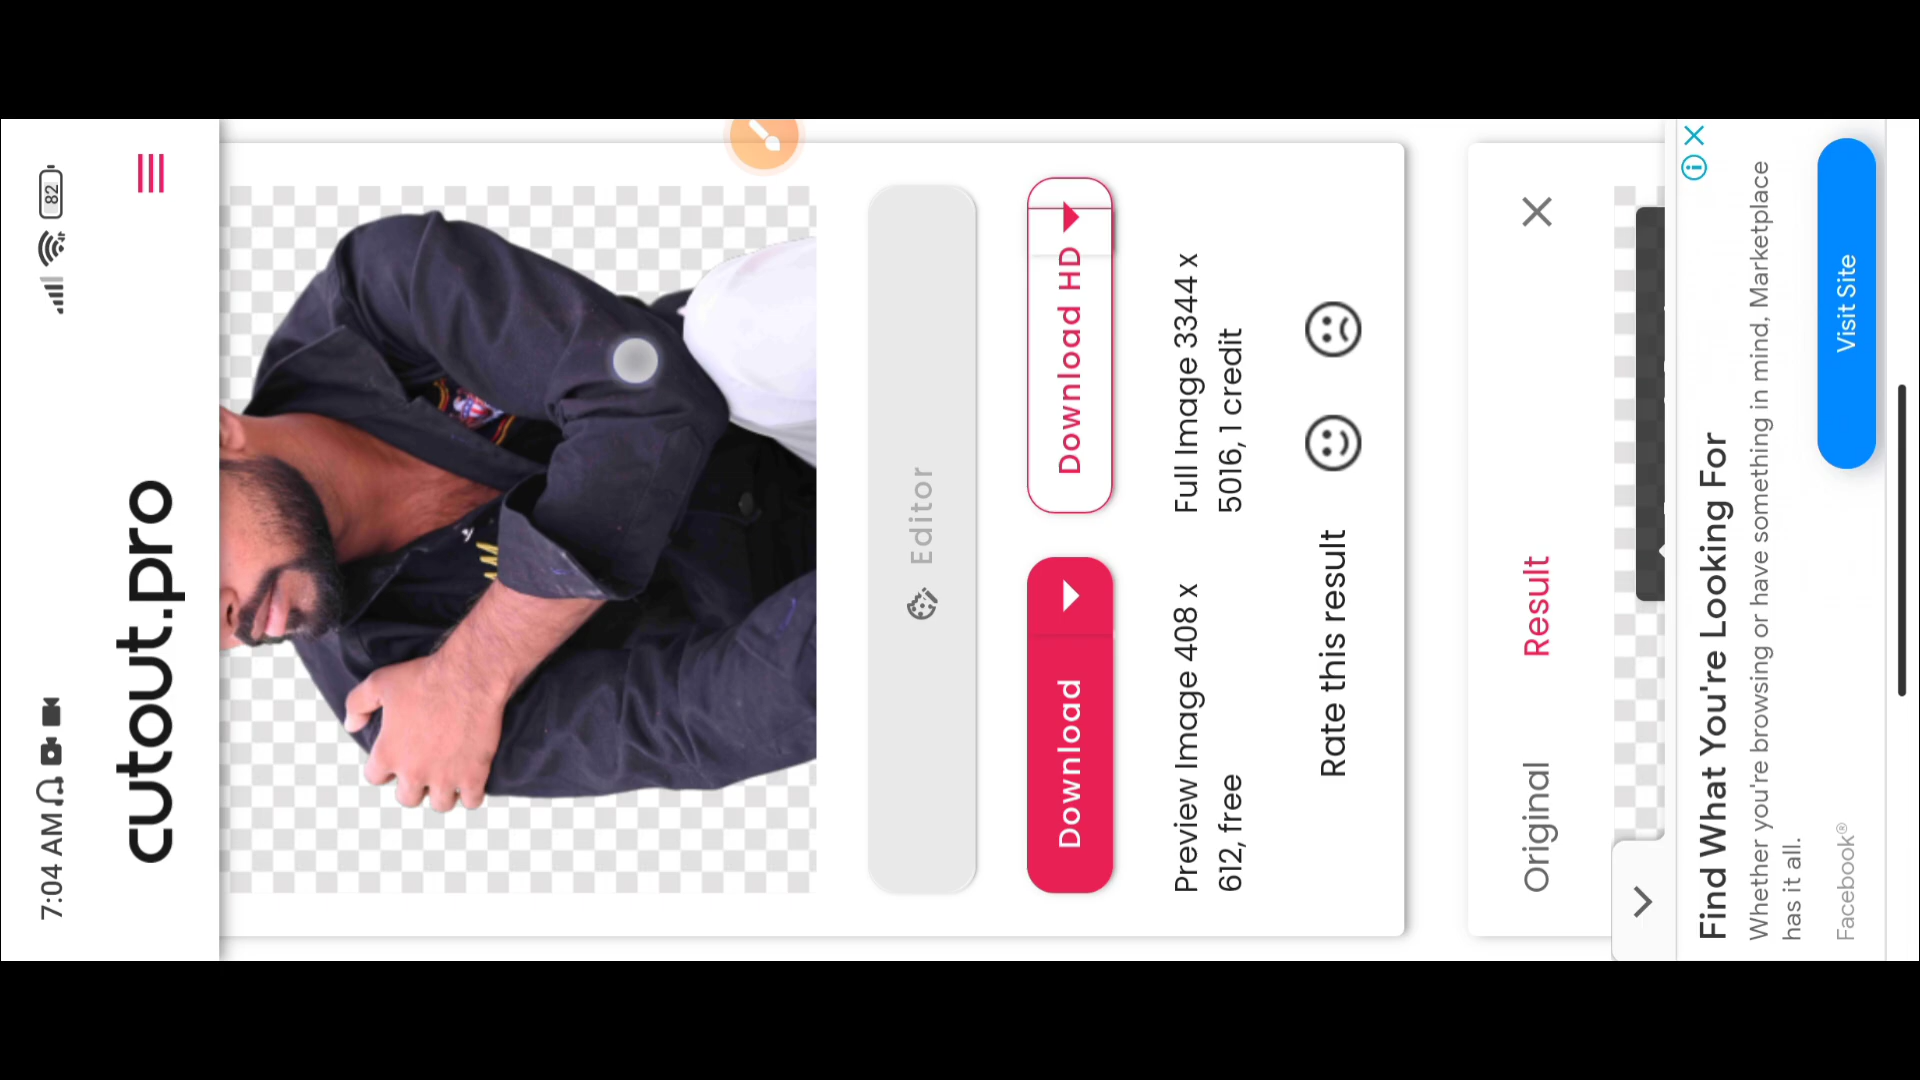 7:04 AM
82
cutout.pro
Editor
Download
Download HD
Preview Image 408 x
612, free
Full Image 3344 x
5016, 1 credit
Rate this result
Original
Result
Find What You're Looking For
Whether you're browsing or have something in mind, Marketplace
has it all.
Facebook®
Visit Site